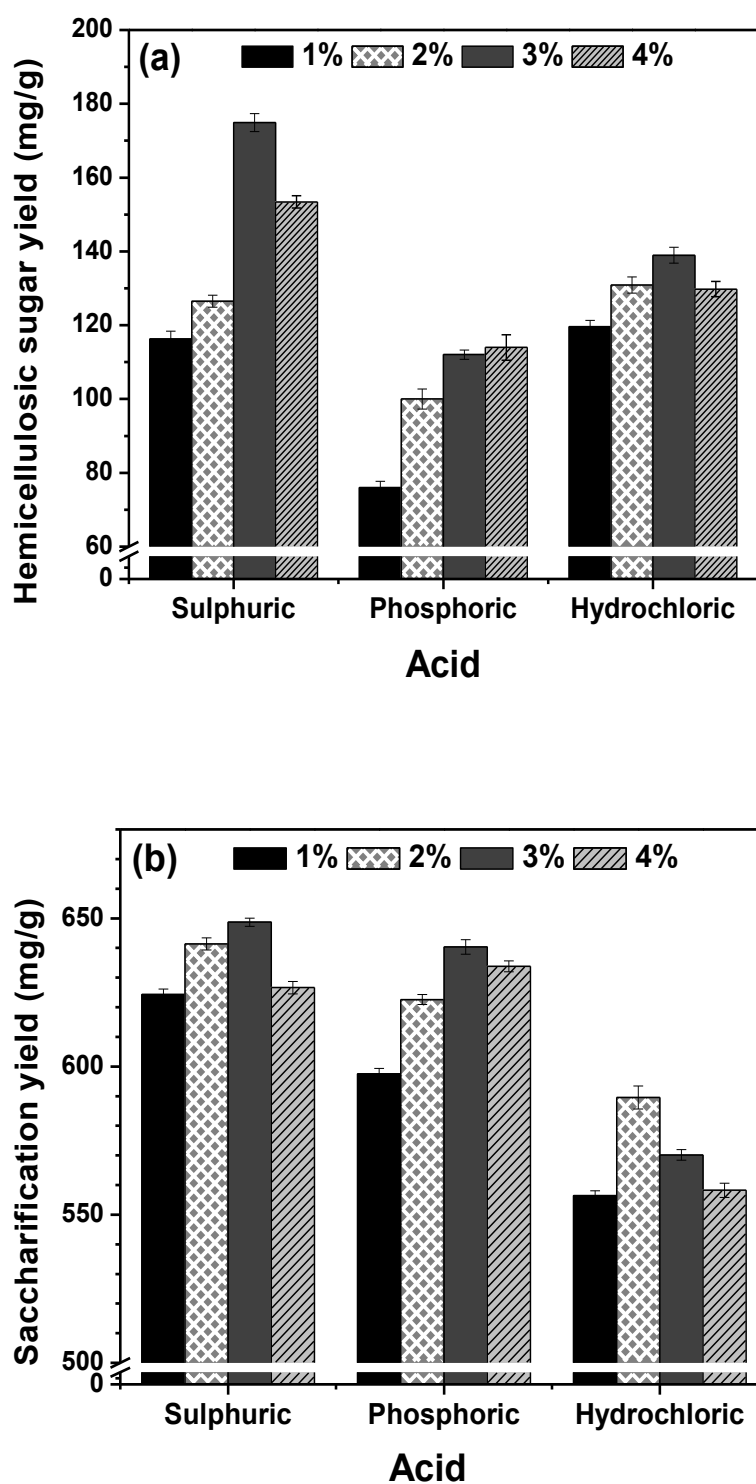 (a) 1% 2% 3% 4%
Hemicellulosic sugar yield (mg/g)
200
180
160
140
120
100
80
60
0
Sulphuric Phosphoric Hydrochloric
Acid
(b) 1% 2% 3% 4%
Saccharification yield (mg/g)
650
600
550
500
0
Sulphuric Phosphoric Hydrochloric
Acid